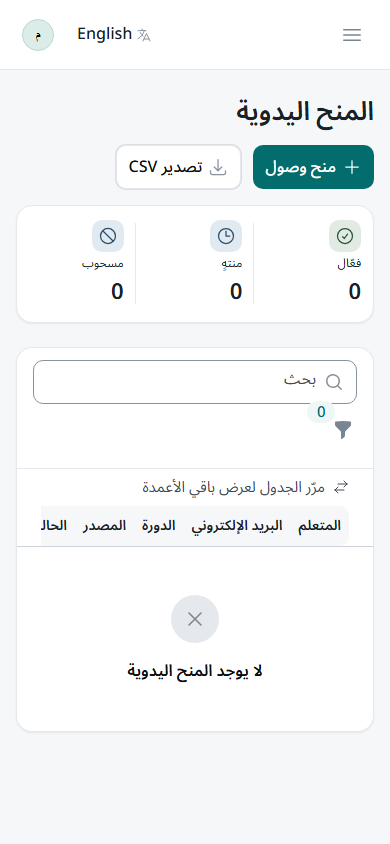 م
English
المنح اليدوية
منح وصول
تصدير CSV
فعّال
0
منتهٍ
0
مسحوب
0
بحث
0
مرّر الجدول لعرض باقي الأعمدة
المتعلم البريد الإلكتروني الدورة المصدر الحال
لا يوجد المنح اليدوية